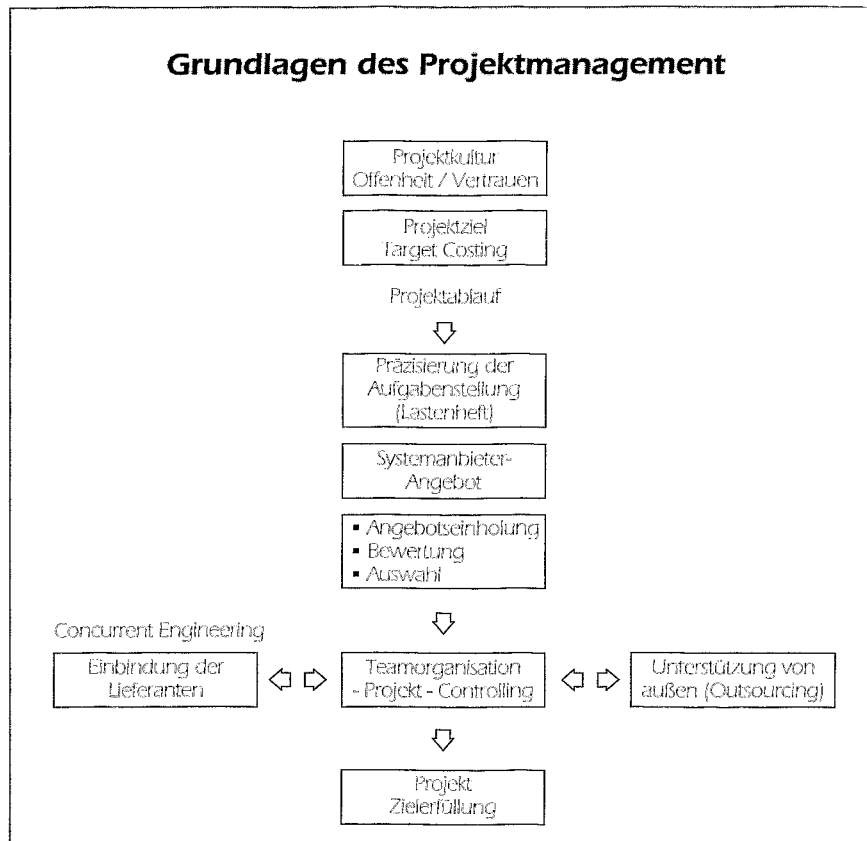 Grundlagen des Projektmanagement
Projektkultur
Offenheit / Vertrauen
Projektziel
Target Costing
Projektablauf
Präzisierung der
Aufgabenstellung
(Lastenheft)
Systemanbieter-
Angebot
▪ Angebotseinholung
▪ Bewertung
▪ Auswahl
Concurrent Engineering
Einbindung der
Lieferanten
Teamorganisation
- Projekt - Controlling
Unterstützung von
außen (Outsourcing)
Projekt
Zielerfüllung